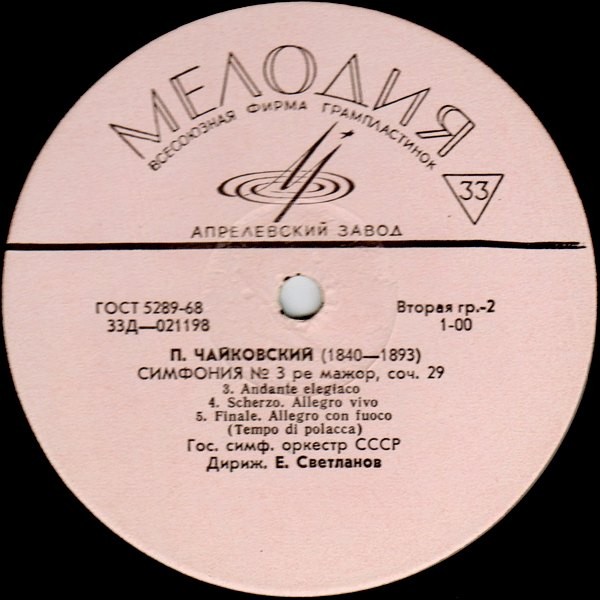 МЕЛОДИЯ
ВСЕСОЮЗНАЯ ФИРМА ГРАМПЛАСТИНОК
33
АПРЕЛЕВСКИЙ ЗАВОД
ГОСТ 5289-68
33Д—021198
Вторая гр.-2
1-00
П. ЧАЙКОВСКИЙ (1840—1893)
СИМФОНИЯ № 3 ре мажор, соч. 29
3. Andante elegiaco
4. Scherzo. Allegro vivo
5. Finale. Allegro con fuoco
(Tempo di polacca)
Гос. симф. оркестр СССР
Дириж. Е. Светланов